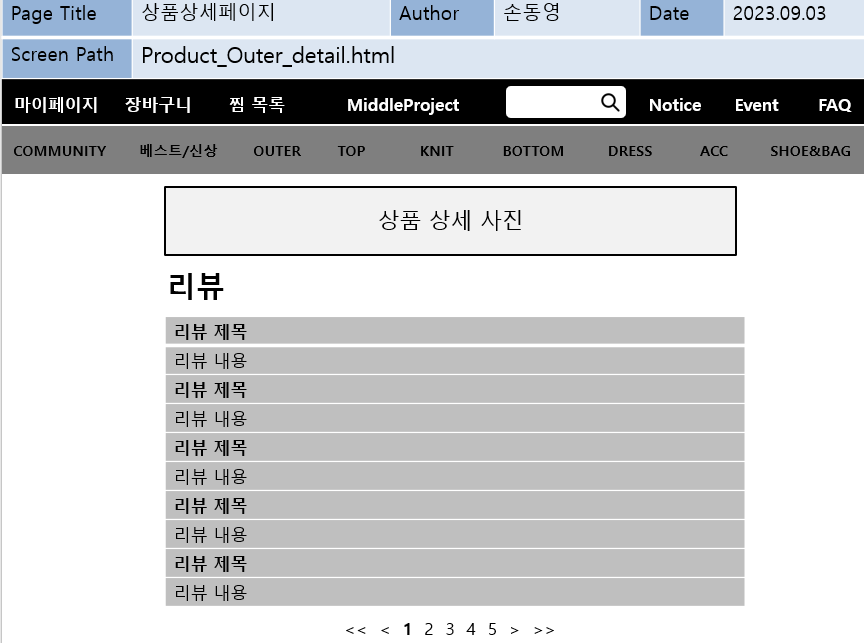 Page Title 상품상세페이지 Author 손동영 Date 2023.09.03
Screen Path Product_Outer_detail.html
마이페이지 장바구니 찜 목록 MiddleProject Notice Event FAQ
COMMUNITY 베스트/신상 OUTER TOP KNIT BOTTOM DRESS ACC SHOE&BAG
상품 상세 사진
리뷰
리뷰 제목
리뷰 내용
리뷰 제목
리뷰 내용
리뷰 제목
리뷰 내용
리뷰 제목
리뷰 내용
리뷰 제목
리뷰 내용
<< < 1 2 3 4 5 > >>